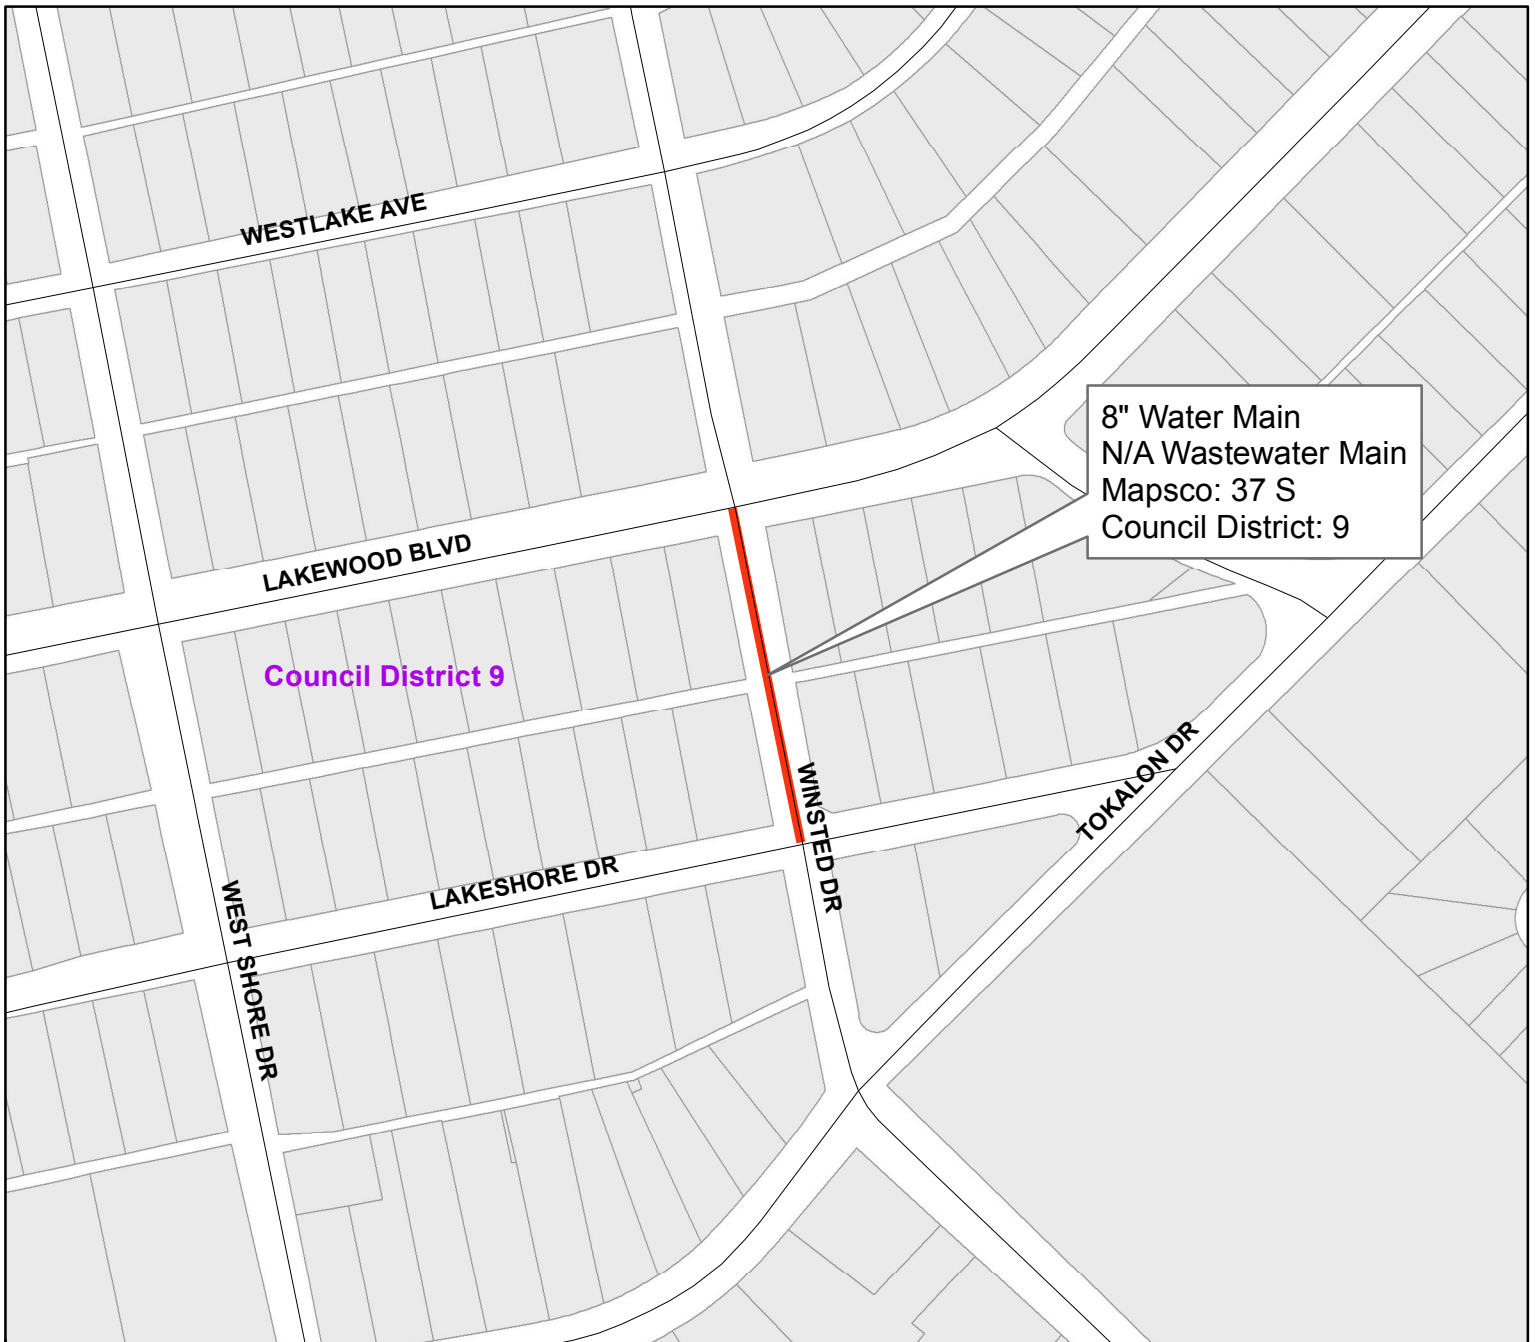 WESTLAKE AVE
8" Water Main
N/A Wastewater Main
Mapsco: 37 S
Council District: 9
LAKEWOOD BLVD
Council District 9
TOKALON DR
WINSTED DR
LAKESHORE DR
WEST SHORE DR